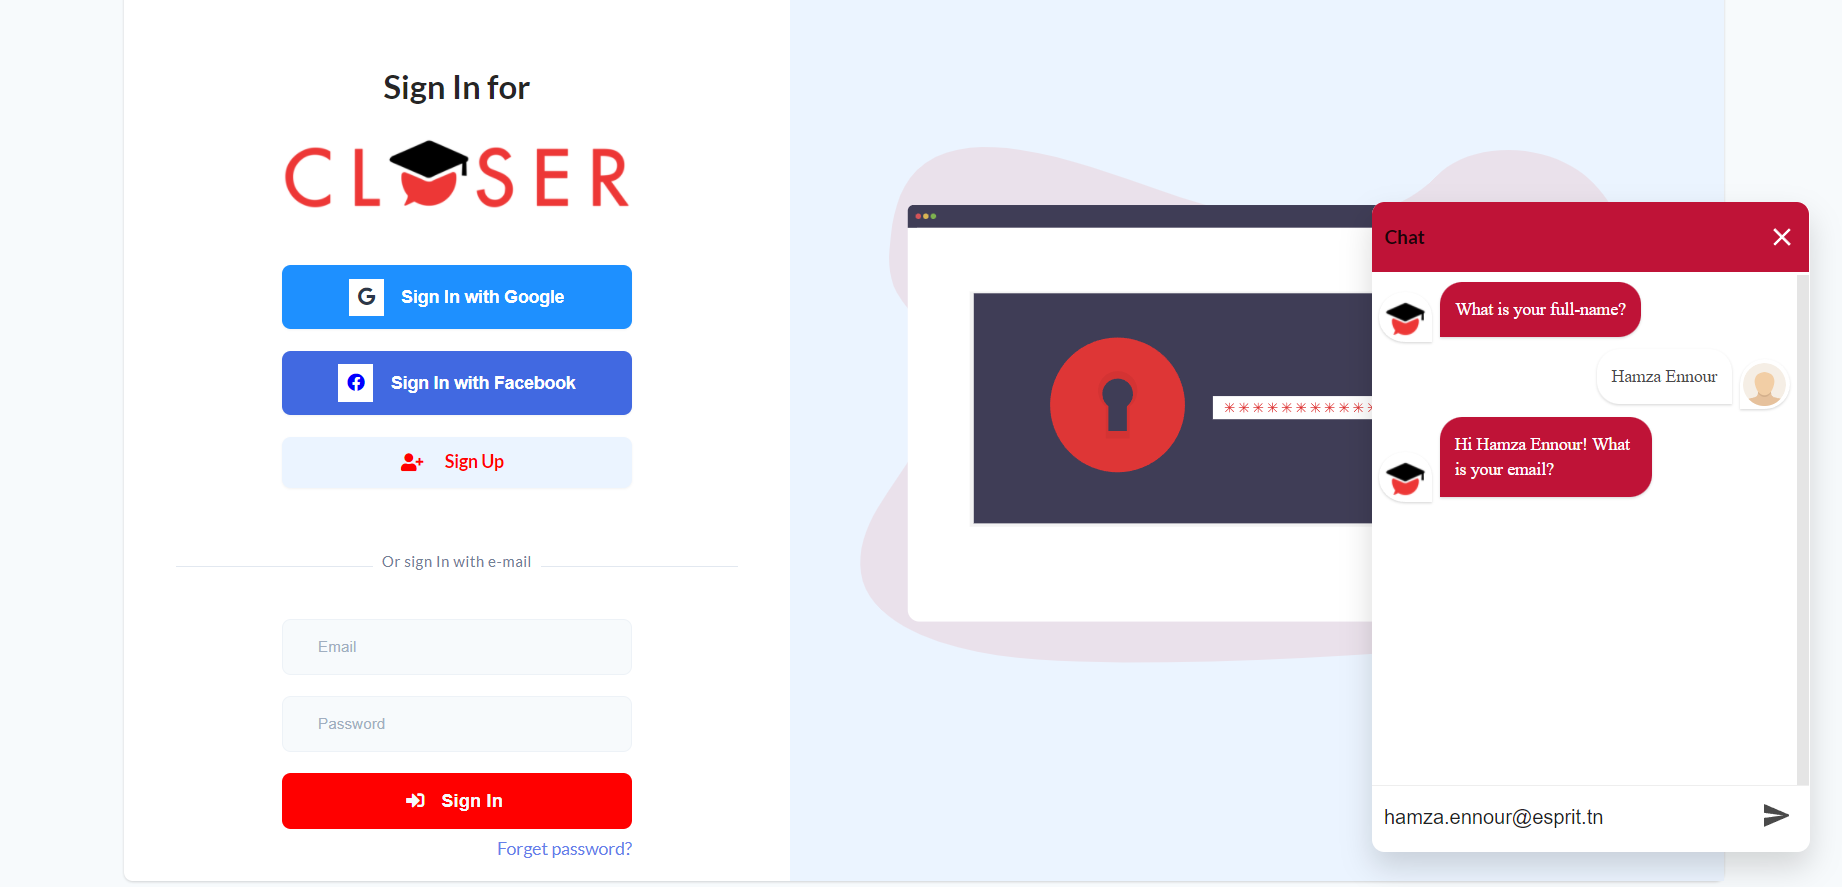 Sign In for
CLOSER
Sign In with Google
Sign In with Facebook
Sign Up
Or sign In with e-mail
Email
Password
Sign In
Forget password?
Chat
What is your full-name?
Hamza Ennour
Hi Hamza Ennour! What
is your email?
hamza.ennour@esprit.tn